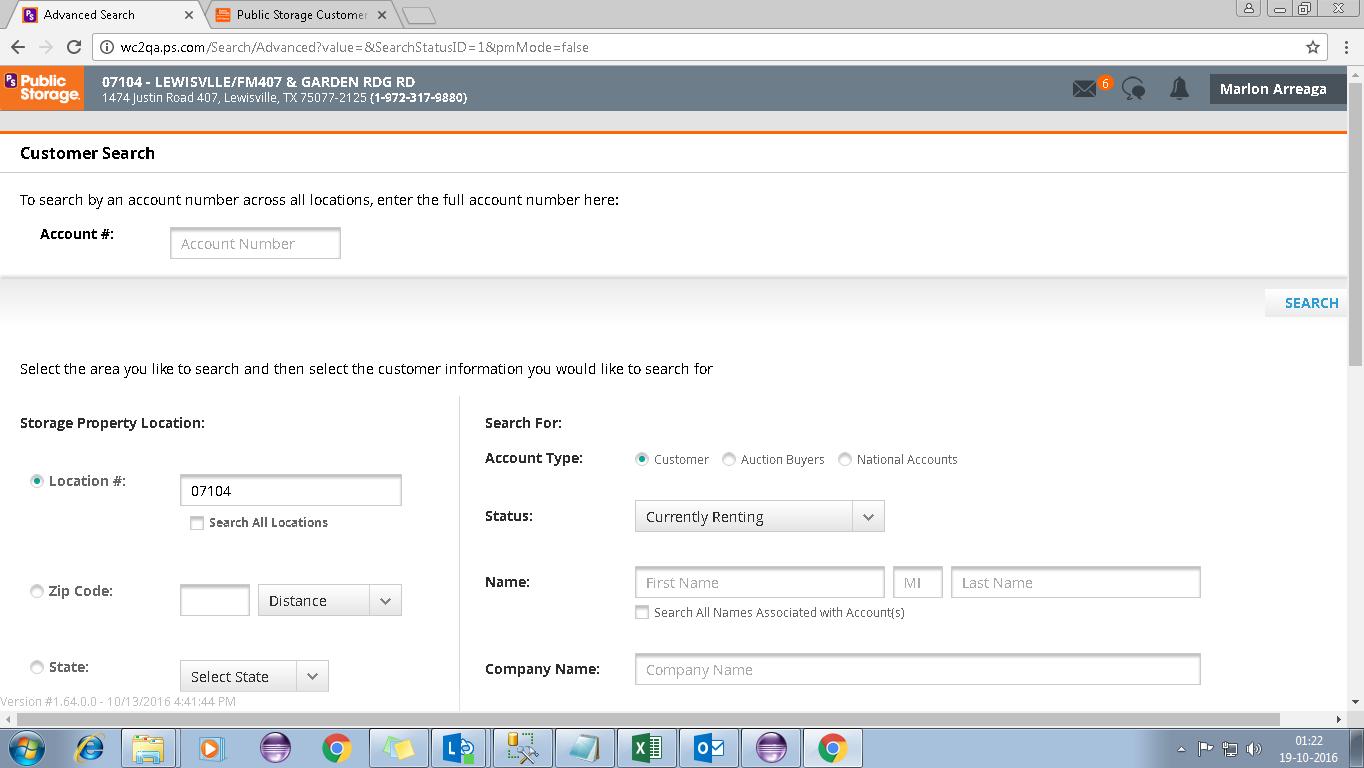 Advanced Search
Public Storage Customer
wc2qa.ps.com/Search/Advanced?value=&SearchStatusID=1&pmMode=false
PS Public Storage.
07104 - LEWISVLLE/FM407 & GARDEN RDG RD
1474 Justin Road 407, Lewisville, TX 75077-2125 (1-972-317-9880)
6
Marlon Arreaga
Customer Search
To search by an account number across all locations, enter the full account number here:
Account #:
Account Number
SEARCH
Select the area you like to search and then select the customer information you would like to search for
Storage Property Location:
Location #:
07104
Search All Locations
Zip Code:
Distance
State:
Select State
Search For:
Account Type:
Customer
Auction Buyers
National Accounts
Status:
Currently Renting
Name:
First Name
MI
Last Name
Search All Names Associated with Account(s)
Company Name:
Company Name
Version #1.64.0.0 - 10/13/2016 4:41:44 PM
01:22
19-10-2016